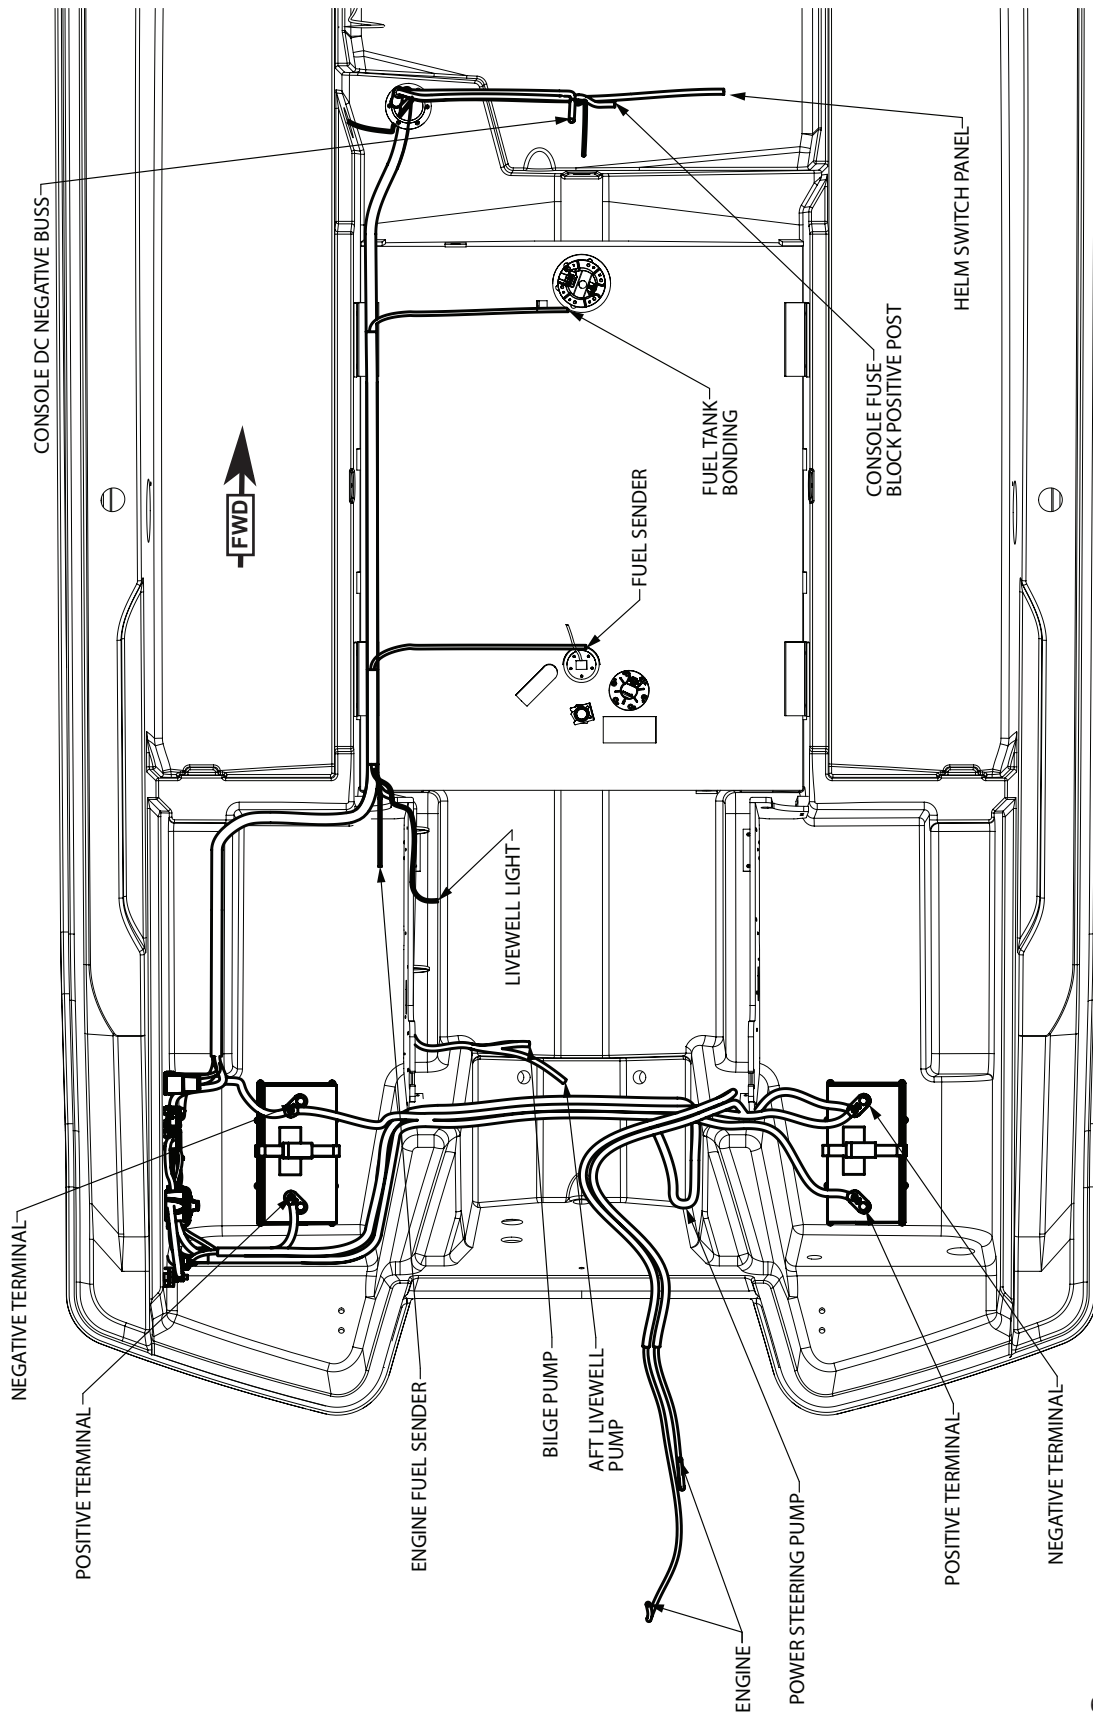 CONSOLE DC NEGATIVE BUSS
FWD
HELM SWITCH PANEL
CONSOLE FUSE
BLOCK POSITIVE POST
FUEL TANK
BONDING
FUEL SENDER
LIVEWELL LIGHT
NEGATIVE TERMINAL
POSITIVE TERMINAL
ENGINE FUEL SENDER
BILGE PUMP
AFT LIVEWELL
PUMP
ENGINE
POWER STEERING PUMP
POSITIVE TERMINAL
NEGATIVE TERMINAL